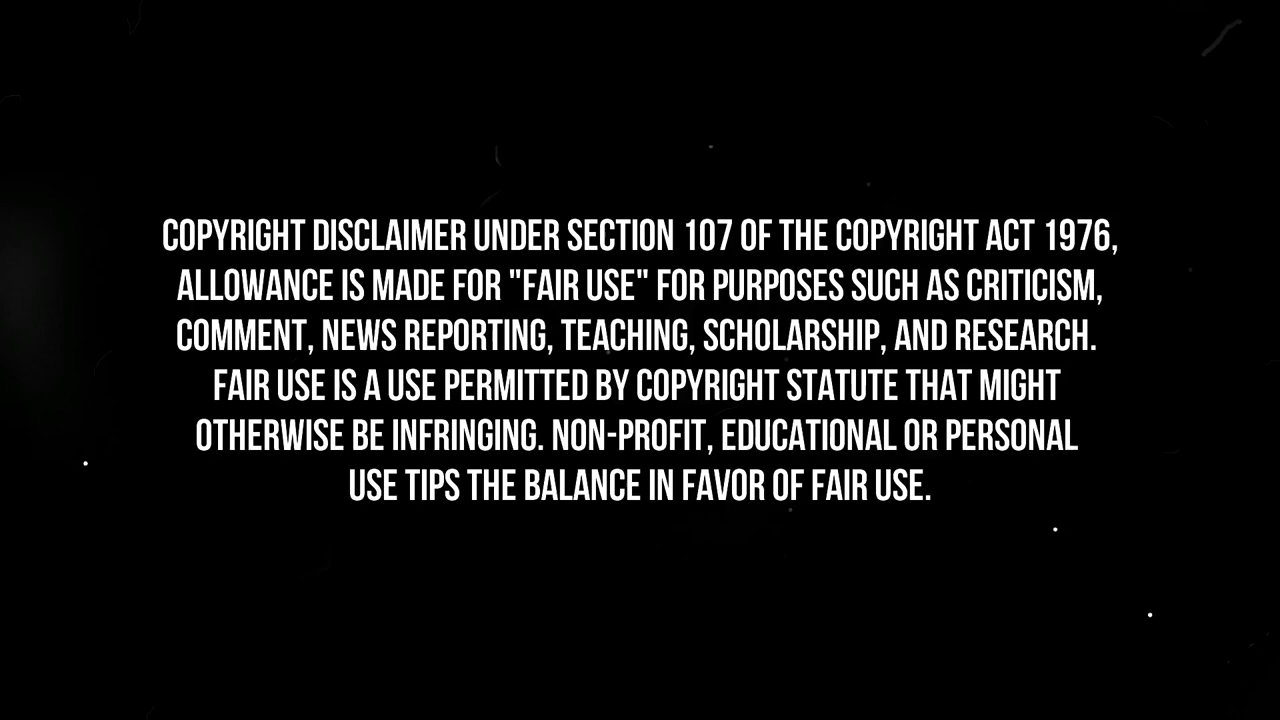 COPYRIGHT DISCLAIMER UNDER SECTION 107 OF THE COPYRIGHT ACT 1976,
ALLOWANCE IS MADE FOR "FAIR USE" FOR PURPOSES SUCH AS CRITICISM,
COMMENT, NEWS REPORTING, TEACHING, SCHOLARSHIP, AND RESEARCH.
FAIR USE IS A USE PERMITTED BY COPYRIGHT STATUTE THAT MIGHT
OTHERWISE BE INFRINGING. NON-PROFIT, EDUCATIONAL OR PERSONAL
USE TIPS THE BALANCE IN FAVOR OF FAIR USE.